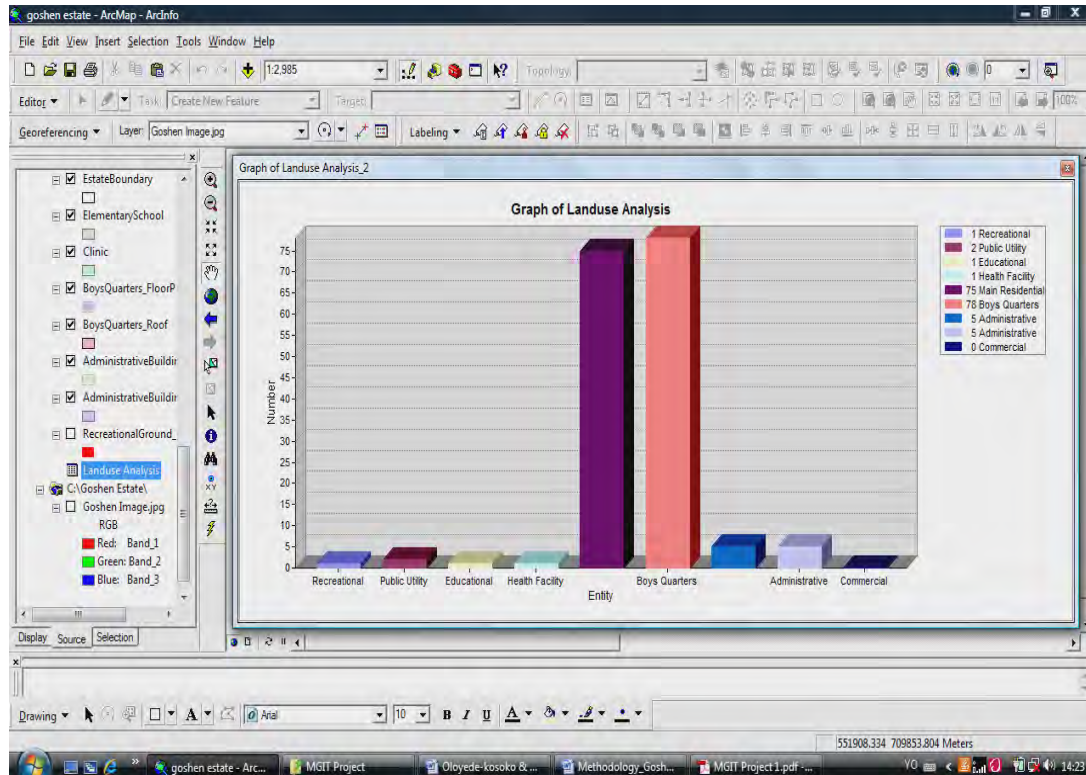 goshen estate - ArcMap - ArcInfo
File Edit View Insert Selection Tools Window Help
1:2,985
Topology:
0
Editor Task: Create New Feature Target:
100%
Georeferencing Layer: Goshen Image.jpg Labeling
EstateBoundary
ElementarySchool
Clinic
BoysQuarters_FloorP
BoysQuarters_Roof
AdministrativeBuildir
AdministrativeBuildir
RecreationalGround_
Landuse Analysis
C:\Goshen Estate\
Goshen Image.jpg
RGB
Red: Band_1
Green: Band_2
Blue: Band_3
Display Source Selection
XY
Graph of Landuse Analysis_2
Graph of Landuse Analysis
75
70
65
60
55
50
45
40
35
30
25
20
15
10
5
0
Number
Recreational Public Utility Educational Health Facility Boys Quarters Administrative Commercial
Entity
1 Recreational
2 Public Utility
1 Educational
1 Health Facility
75 Main Residential
78 Boys Quarters
5 Administrative
5 Administrative
0 Commercial
Drawing A Arial 10 B I U A
551908.334 709853.804 Meters
goshen estate - Arc... MGIT Project Oloyede-kosoko & ... Methodology_Gosh... MGIT Project 1.pdf -... YO 14:23